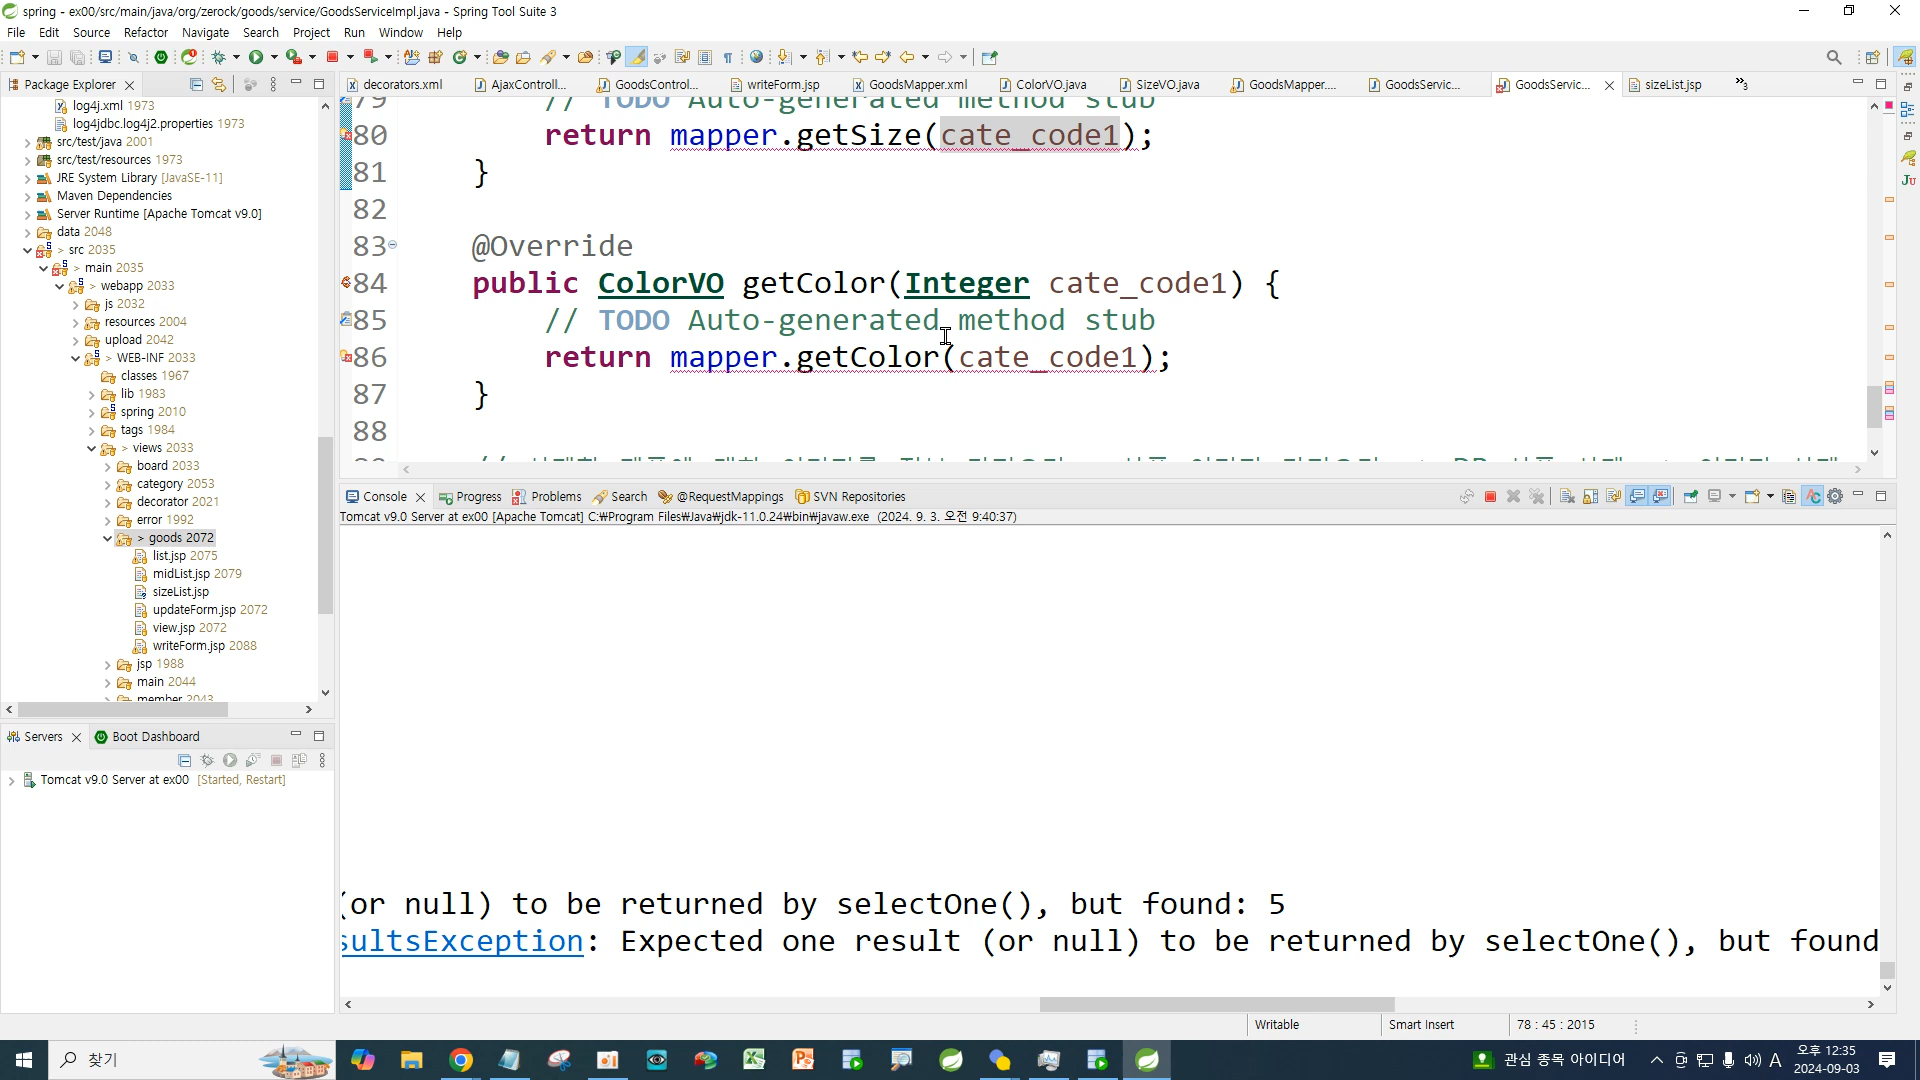 spring - ex00/src/main/java/org/zerock/goods/service/GoodsServiceImpl.java - Spring Tool Suite 3
File Edit Source Refactor Navigate Search Project Run Window Help
Package Explorer
decorators.xml AjaxControll... GoodsControl... writeForm.jsp GoodsMapper.xml ColorVO.java SizeVO.java GoodsMapper.... GoodsServic... GoodsServic... sizeList.jsp »3
log4j.xml 1973
log4jdbc.log4j2.properties 1973
src/test/java 2001
src/test/resources 1973
JRE System Library [JavaSE-11]
Maven Dependencies
Server Runtime [Apache Tomcat v9.0]
data 2048
> src 2035
> main 2035
> webapp 2033
js 2032
resources 2004
upload 2042
> WEB-INF 2033
classes 1967
lib 1983
spring 2010
tags 1984
> views 2033
board 2033
category 2053
decorator 2021
error 1992
> goods 2072
list.jsp 2075
midList.jsp 2079
sizeList.jsp
updateForm.jsp 2072
view.jsp 2072
writeForm.jsp 2088
jsp 1988
main 2044
member 2043
79 // TODO Auto-generated method stub
80 return mapper.getSize(cate_code1);
81 }
82
83 @Override
84 public ColorVO getColor(Integer cate_code1) {
85 // TODO Auto-generated method stub
86 return mapper.getColor(cate_code1);
87 }
88
Console Progress Problems Search @RequestMappings SVN Repositories
Tomcat v9.0 Server at ex00 [Apache Tomcat] C:₩Program Files₩Java₩jdk-11.0.24₩bin₩javaw.exe (2024. 9. 3. 오전 9:40:37)
(or null) to be returned by selectOne(), but found: 5
sultsException: Expected one result (or null) to be returned by selectOne(), but found
Servers Boot Dashboard
Tomcat v9.0 Server at ex00 [Started, Restart]
Writable Smart Insert 78 : 45 : 2015
찾기
관심 종목 아이디어 A 오후 12:35
2024-09-03